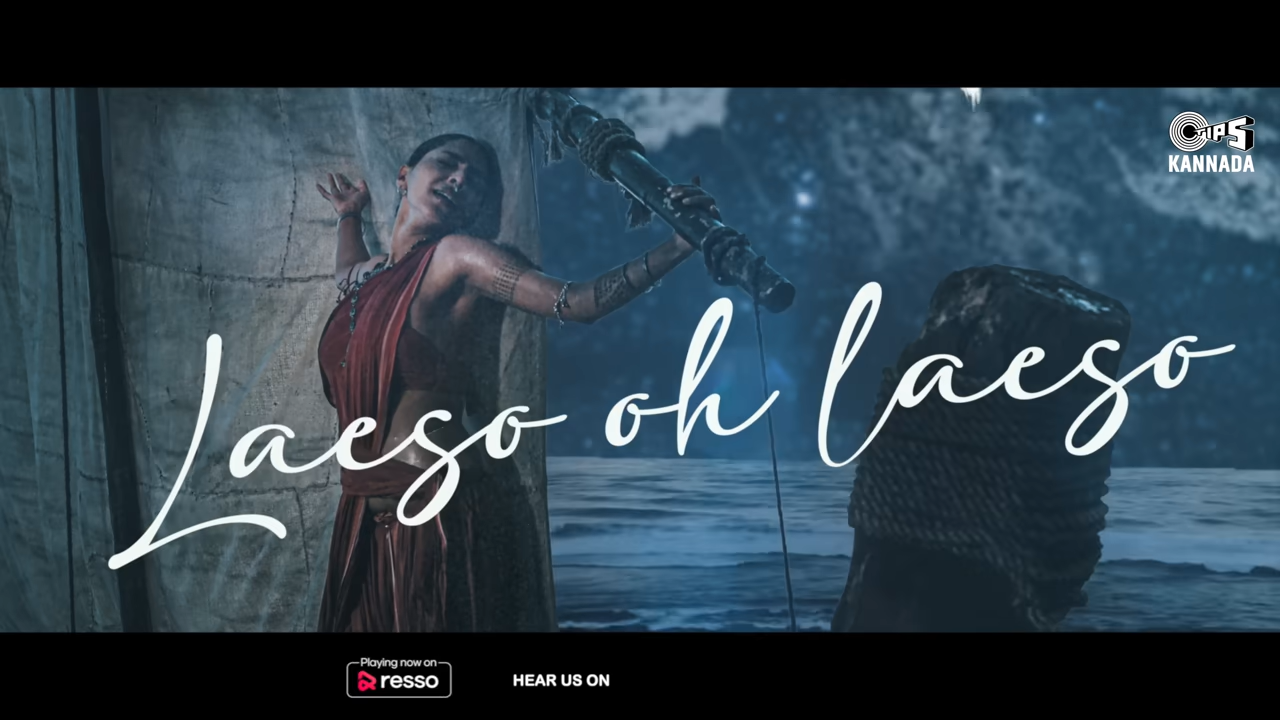 TIPS
KANNADA
Laeso oh laeso
Playing now on
resso
HEAR US ON